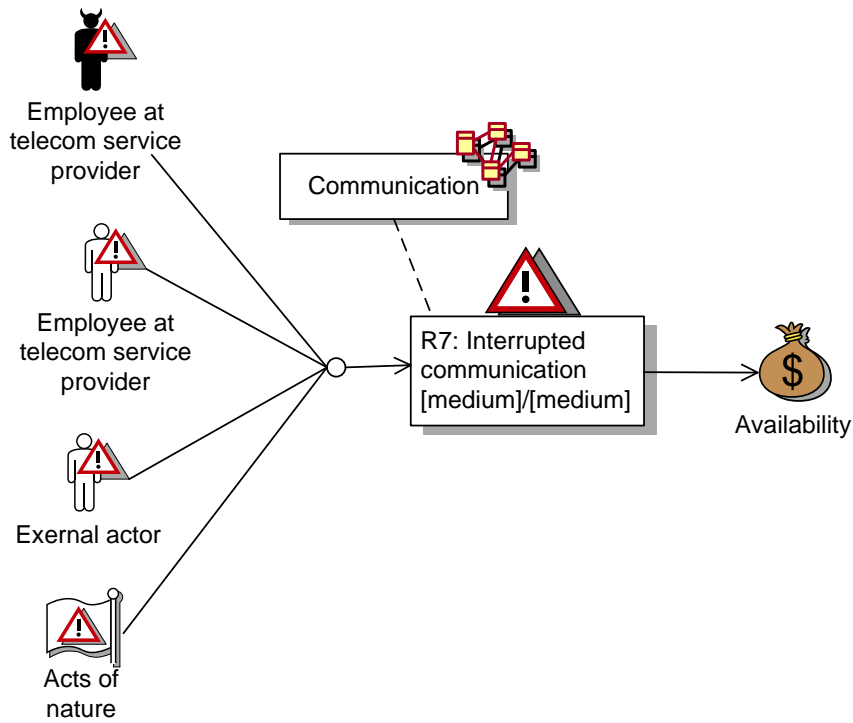 Employee at
telecom service
provider
Communication
Employee at
telecom service
provider
R7: Interrupted
communication
[medium]/[medium]
$
Availability
Exernal actor
Acts of
nature